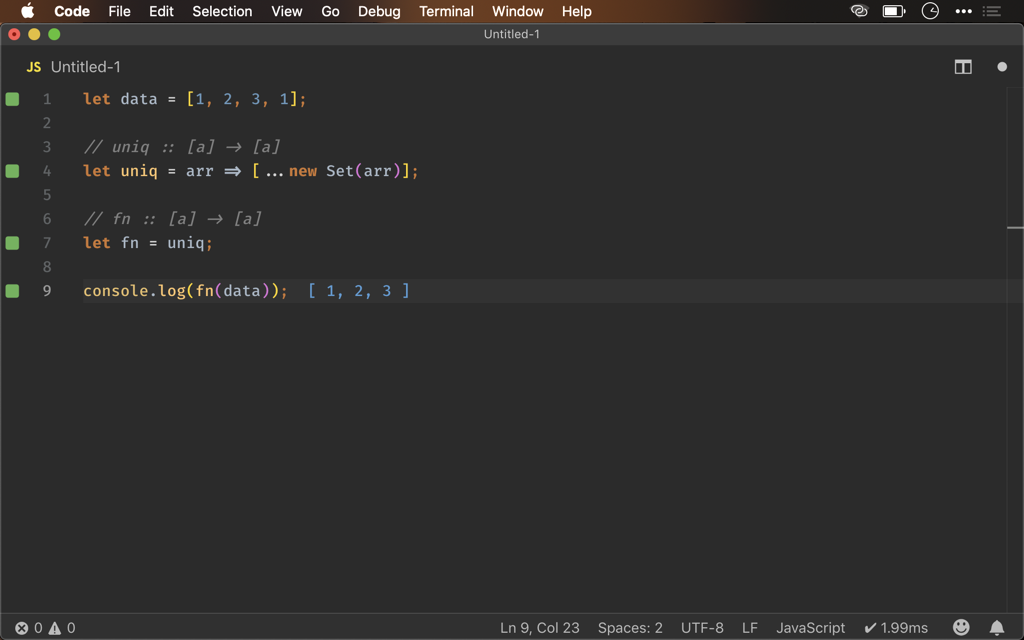 Code File Edit Selection View Go Debug Terminal Window Help
Untitled-1
JS Untitled-1
1 let data = [1, 2, 3, 1];
2
3 // uniq :: [a] → [a]
4 let uniq = arr ⇒ [...new Set(arr)];
5
6 // fn :: [a] → [a]
7 let fn = uniq;
8
9 console.log(fn(data)); [ 1, 2, 3 ]
0 0 Ln 9, Col 23 Spaces: 2 UTF-8 LF JavaScript ✔ 1.99ms